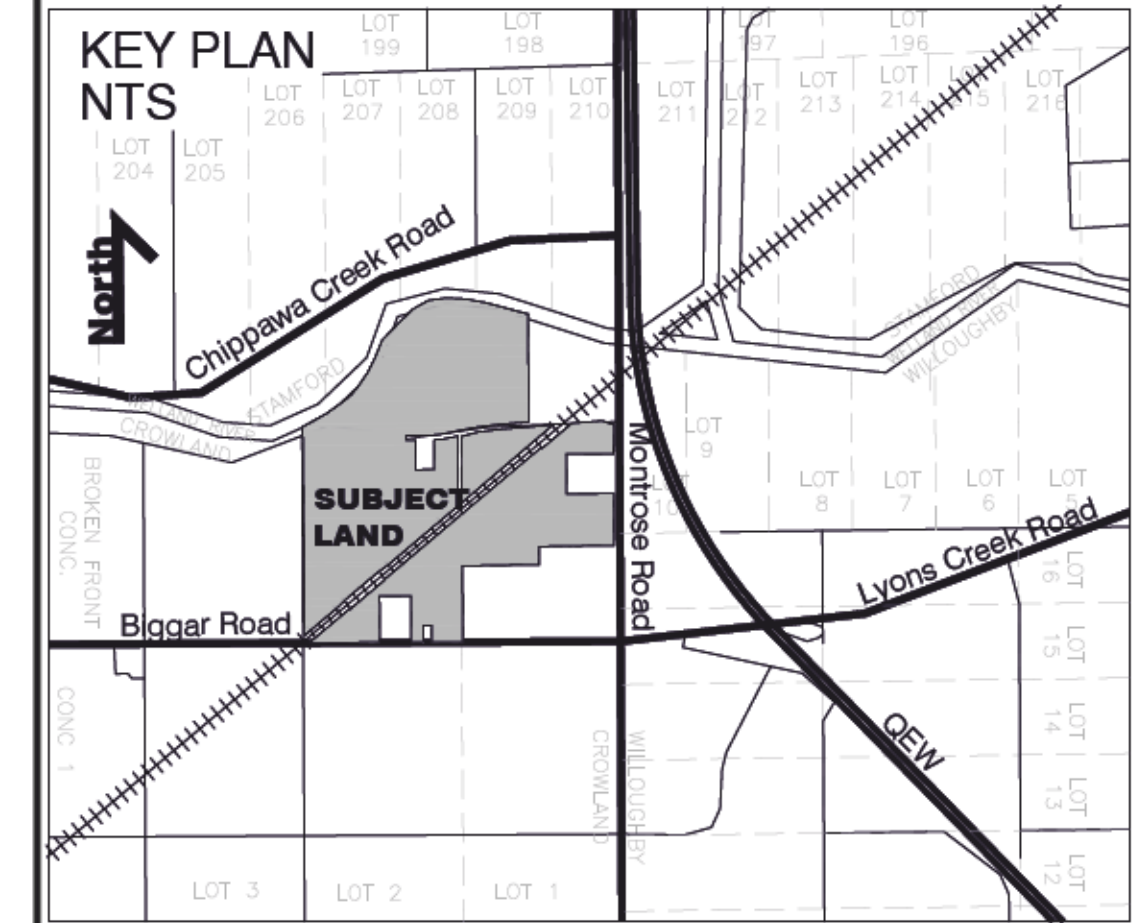 KEY PLAN
NTS
LOT
199
LOT
198
LOT
197
LOT
196
LOT
206
LOT
207
LOT
208
LOT
209
LOT
210
LOT
211
LOT
212
LOT
213
LOT
214
LOT
215
LOT
216
LOT
204
LOT
205
North
Chippawa Creek Road
STAMFORD
WELLAND RIVER
WILLOUGHBY
STAMFORD
WELLAND RIVER
CROWLAND
LOT
9
LOT
10
Montrose Road
LOT
8
LOT
7
LOT
6
LOT
5
SUBJECT
LAND
BROKEN FRONT
CONC.
Lyons Creek Road
Biggar Road
LOT
16
LOT
15
LOT
14
LOT
13
LOT
12
QEW
CONC 1
CROWLAND
WILLOUGHBY
LOT 3
LOT 2
LOT 1